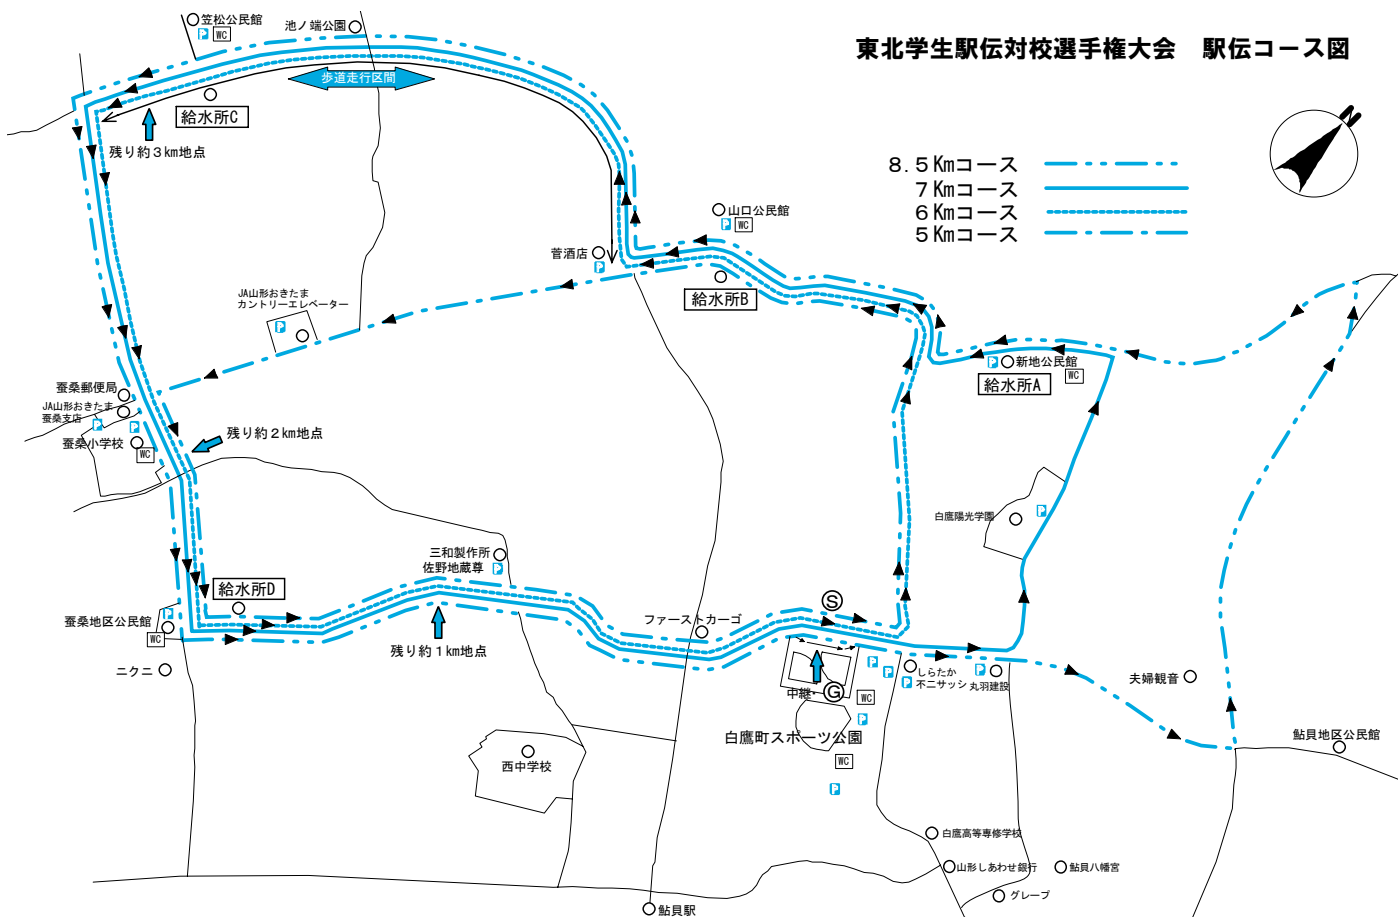 東北学生駅伝対校選手権大会　駅伝コース図
N
8.5Kmコース
7Kmコース
6Kmコース
5Kmコース
笠松公民館
P WC
池ノ端公園
歩道走行区間
給水所C
残り約3km地点
山口公民館
P WC
菅酒店
P
給水所B
JA山形おきたま
カントリーエレベーター
P
新地公民館
P
給水所A
WC
蚕桑郵便局
JA山形おきたま
蚕桑支店
P
P
蚕桑小学校
WC
残り約2km地点
白鷹陽光学園
P
三和製作所
佐野地蔵尊
P
給水所D
P
蚕桑地区公民館
WC
ニクニ
残り約1km地点
ファーストカーゴ
S
中継・G
P
P
WC
P
しらたか
P 不二サッシ
P
丸羽建設
夫婦観音
鮎貝地区公民館
白鷹町スポーツ公園
WC
P
西中学校
白鷹高等専修学校
山形しあわせ銀行
鮎貝八幡宮
グレープ
鮎貝駅